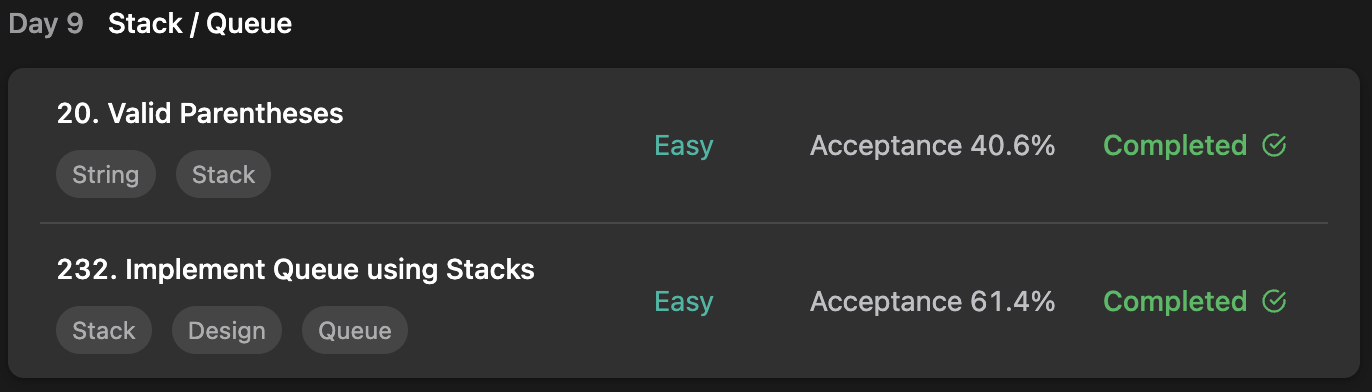 Day 9 Stack / Queue
20. Valid Parentheses
Easy Acceptance 40.6% Completed
String Stack
232. Implement Queue using Stacks
Easy Acceptance 61.4% Completed
Stack Design Queue